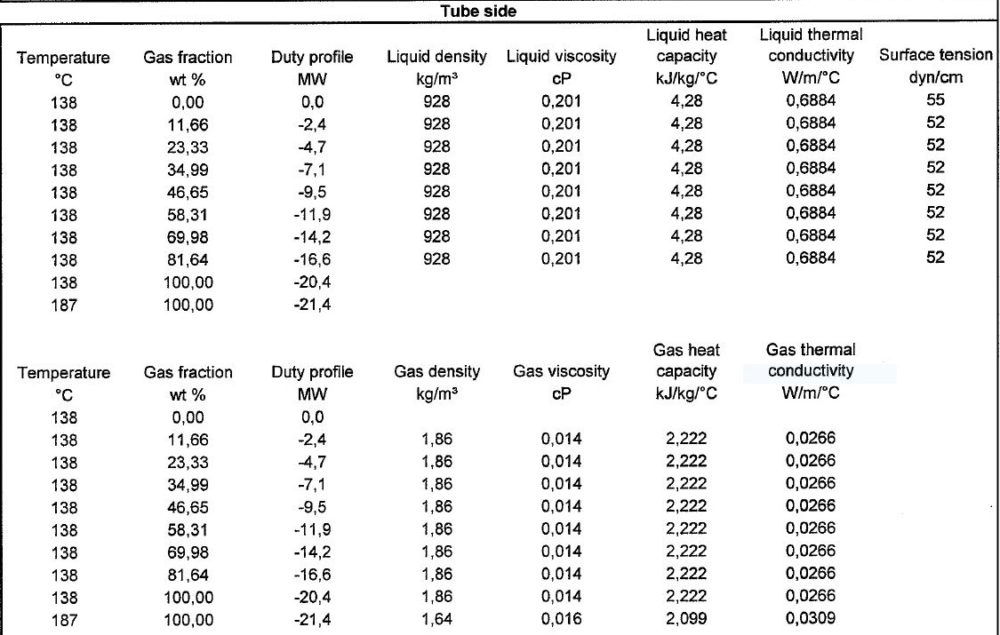 Tube side
Liquid heat Liquid thermal
Temperature Gas fraction Duty profile Liquid density Liquid viscosity capacity conductivity Surface tension
°C wt % MW kg/m³ cP kJ/kg/°C W/m/°C dyn/cm
138 0,00 0,0 928 0,201 4,28 0,6884 55
138 11,66 -2,4 928 0,201 4,28 0,6884 52
138 23,33 -4,7 928 0,201 4,28 0,6884 52
138 34,99 -7,1 928 0,201 4,28 0,6884 52
138 46,65 -9,5 928 0,201 4,28 0,6884 52
138 58,31 -11,9 928 0,201 4,28 0,6884 52
138 69,98 -14,2 928 0,201 4,28 0,6884 52
138 81,64 -16,6 928 0,201 4,28 0,6884 52
138 100,00 -20,4
187 100,00 -21,4
Gas heat Gas thermal
Temperature Gas fraction Duty profile Gas density Gas viscosity capacity conductivity
°C wt % MW kg/m³ cP kJ/kg/°C W/m/°C
138 0,00 0,0
138 11,66 -2,4 1,86 0,014 2,222 0,0266
138 23,33 -4,7 1,86 0,014 2,222 0,0266
138 34,99 -7,1 1,86 0,014 2,222 0,0266
138 46,65 -9,5 1,86 0,014 2,222 0,0266
138 58,31 -11,9 1,86 0,014 2,222 0,0266
138 69,98 -14,2 1,86 0,014 2,222 0,0266
138 81,64 -16,6 1,86 0,014 2,222 0,0266
138 100,00 -20,4 1,86 0,014 2,222 0,0266
187 100,00 -21,4 1,64 0,016 2,099 0,0309